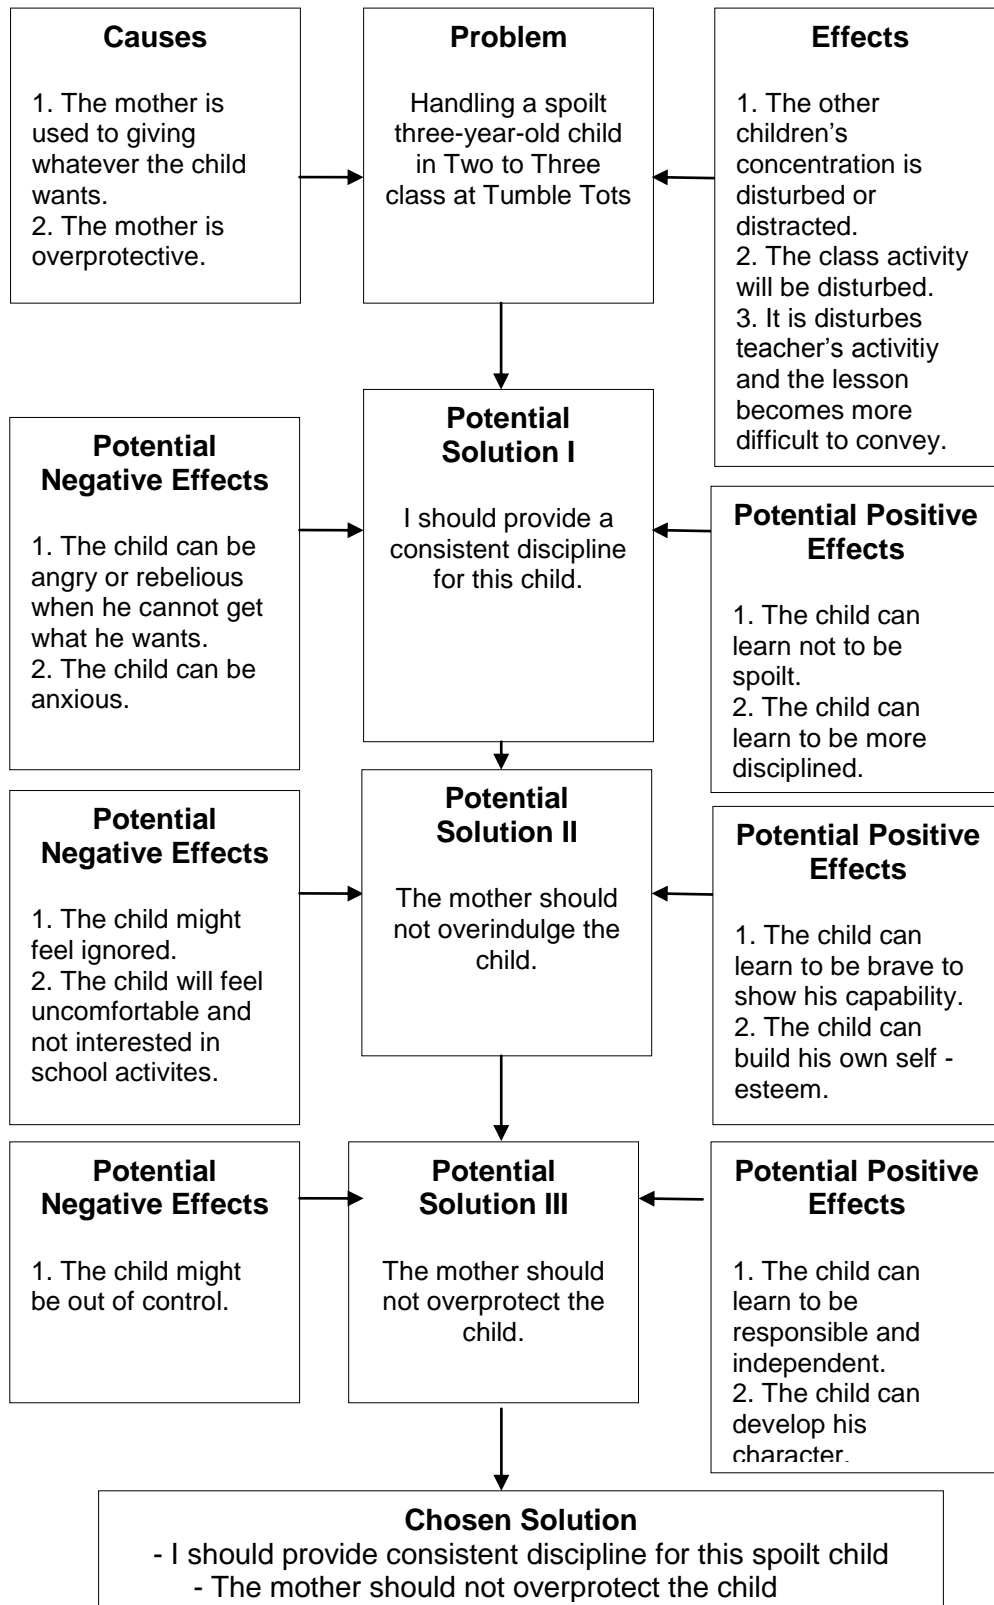 Causes
1. The mother is
used to giving
whatever the child
wants.
2. The mother is
overprotective.
Problem
Handling a spoilt
three-year-old child
in Two to Three
class at Tumble Tots
Effects
1. The other
children’s
concentration is
disturbed or
distracted.
2. The class activity
will be disturbed.
3. It is disturbes
teacher’s activitiy
and the lesson
becomes more
difficult to convey.
Potential
Negative Effects
1. The child can be
angry or rebelious
when he cannot get
what he wants.
2. The child can be
anxious.
Potential
Solution I
I should provide a
consistent discipline
for this child.
Potential Positive
Effects
1. The child can
learn not to be
spoilt.
2. The child can
learn to be more
disciplined.
Potential
Negative Effects
1. The child might
feel ignored.
2. The child will feel
uncomfortable and
not interested in
school activites.
Potential
Solution II
The mother should
not overindulge the
child.
Potential Positive
Effects
1. The child can
learn to be brave to
show his capability.
2. The child can
build his own self -
esteem.
Potential
Negative Effects
1. The child might
be out of control.
Potential
Solution III
The mother should
not overprotect the
child.
Potential Positive
Effects
1. The child can
learn to be
responsible and
independent.
2. The child can
develop his
character.
Chosen Solution
- I should provide consistent discipline for this spoilt child
- The mother should not overprotect the child